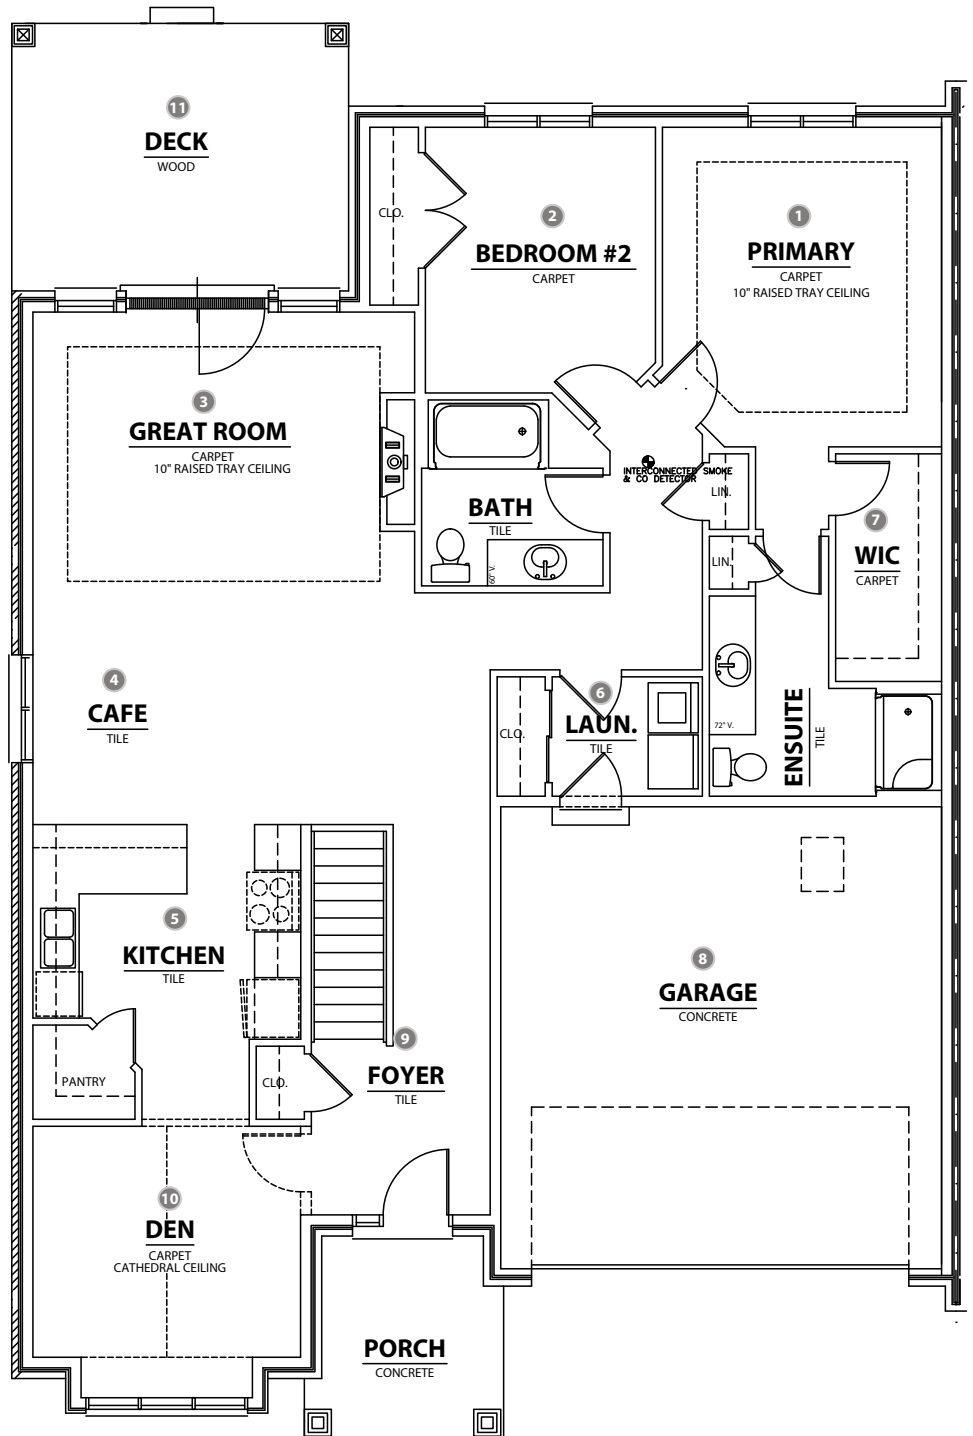 11
DECK
WOOD
CLO.
2
BEDROOM #2
CARPET
1
PRIMARY
CARPET
10" RAISED TRAY CEILING
3
GREAT ROOM
CARPET
10" RAISED TRAY CEILING
INTERCONNECTED SMOKE
& CO DETECTOR
LIN.
BATH
TILE
60" V.
LIN.
7
WIC
CARPET
4
CAFE
TILE
CLO.
6
LAUN.
TILE
72" V.
ENSUITE
TILE
5
KITCHEN
TILE
8
GARAGE
CONCRETE
PANTRY
CLO.
9
FOYER
TILE
10
DEN
CARPET
CATHEDRAL CEILING
PORCH
CONCRETE